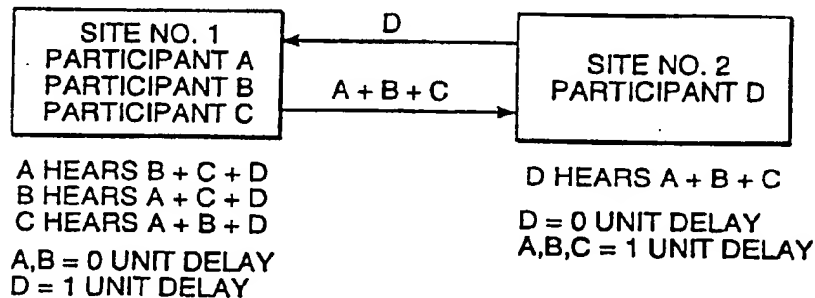 SITE NO. 1
PARTICIPANT A
PARTICIPANT B
PARTICIPANT C
D
A + B + C
SITE NO. 2
PARTICIPANT D
A HEARS B + C + D
B HEARS A + C + D
C HEARS A + B + D
A,B = 0 UNIT DELAY
D = 1 UNIT DELAY
D HEARS A + B + C
D = 0 UNIT DELAY
A,B,C = 1 UNIT DELAY